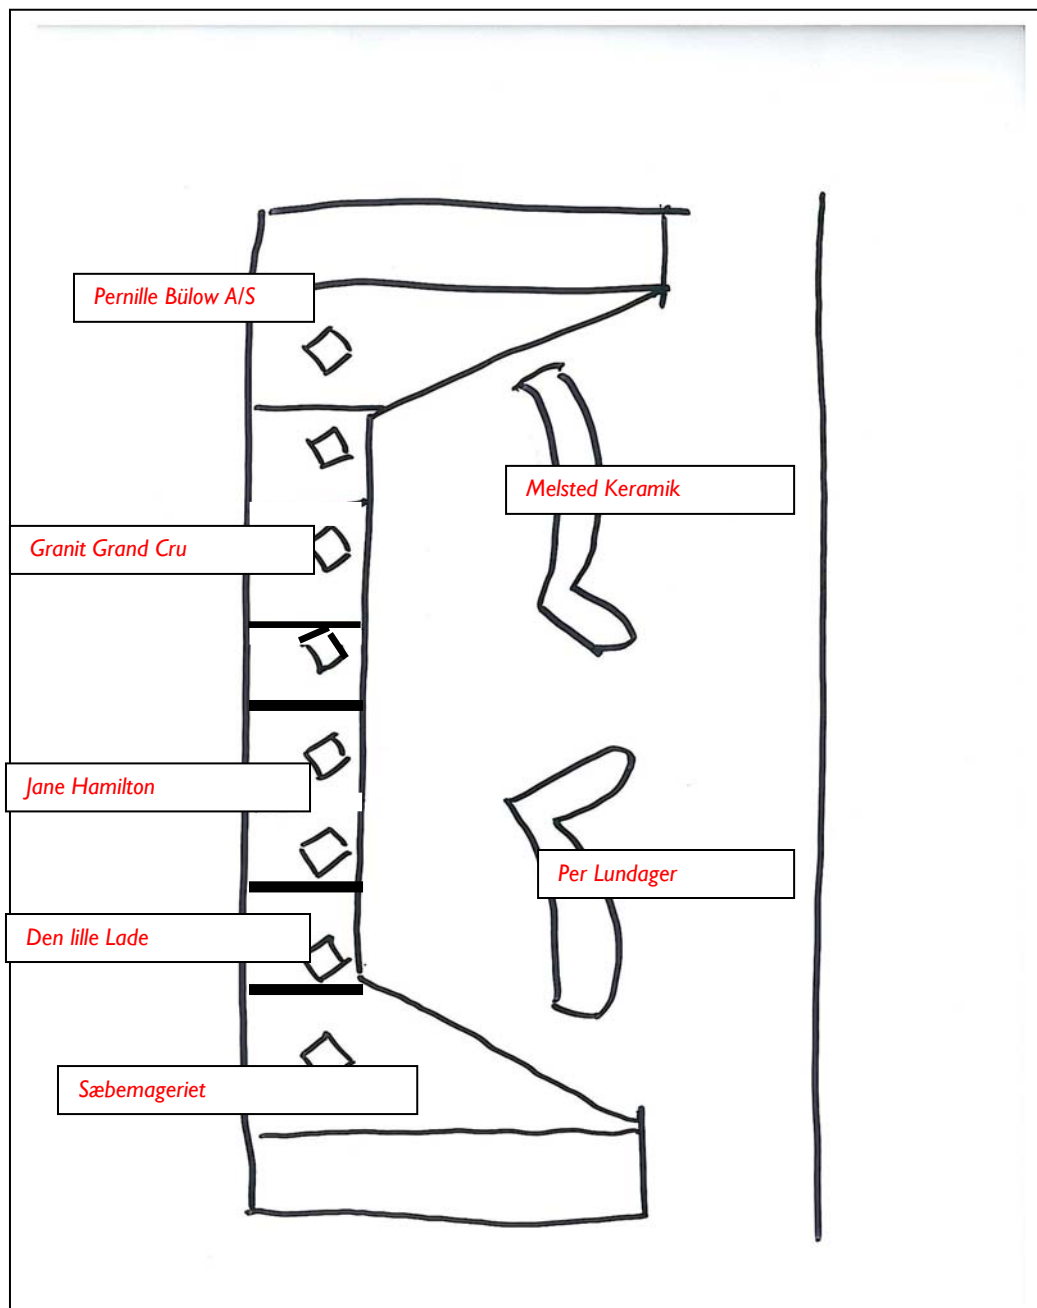 Pernille Bülow A/S
Melsted Keramik
Granit Grand Cru
Jane Hamilton
Per Lundager
Den lille Lade
Sæbemageriet